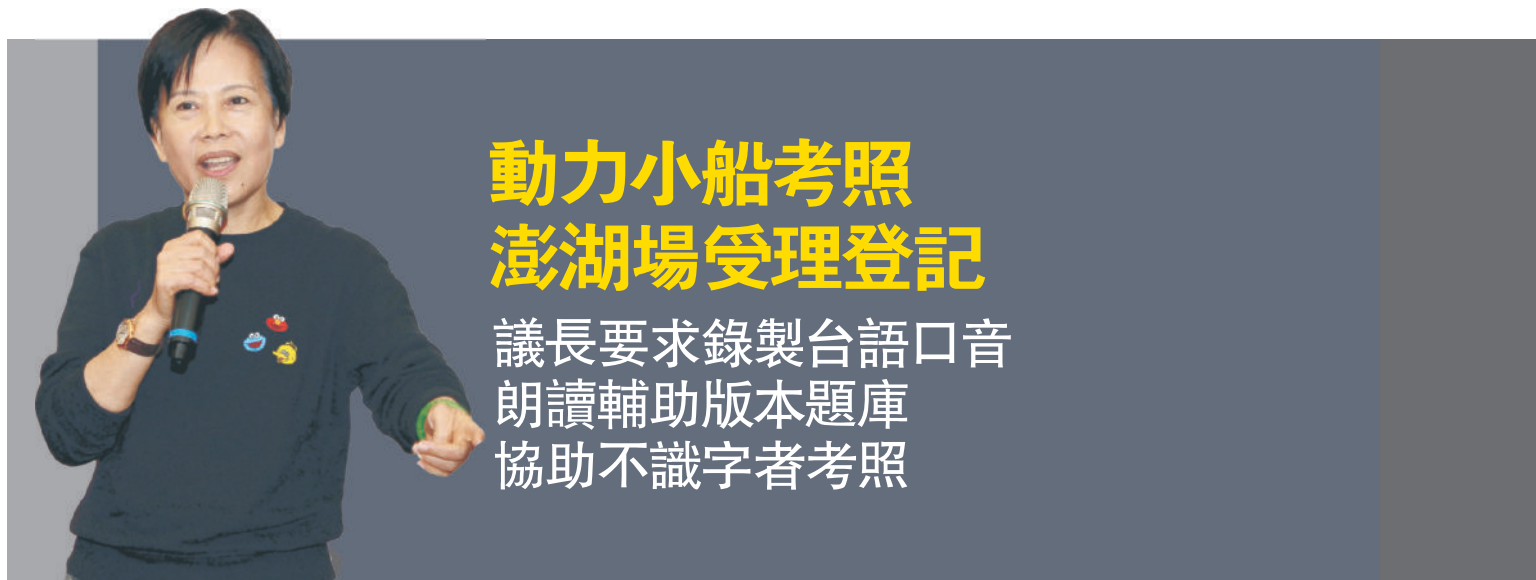 動力小船考照
澎湖場受理登記
議長要求錄製台語口音
朗讀輔助版本題庫
協助不識字者考照